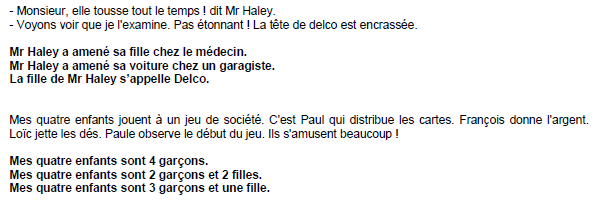 - Monsieur, elle tousse tout le temps ! dit Mr Haley.
- Voyons voir que je l'examine. Pas étonnant ! La tête de delco est encrassée.
Mr Haley a amené sa fille chez le médecin.
Mr Haley a amené sa voiture chez un garagiste.
La fille de Mr Haley s’appelle Delco.
Mes quatre enfants jouent à un jeu de société. C'est Paul qui distribue les cartes. François donne l'argent.
Loïc jette les dés. Paule observe le début du jeu. Ils s'amusent beaucoup !
Mes quatre enfants sont 4 garçons.
Mes quatre enfants sont 2 garçons et 2 filles.
Mes quatre enfants sont 3 garçons et une fille.